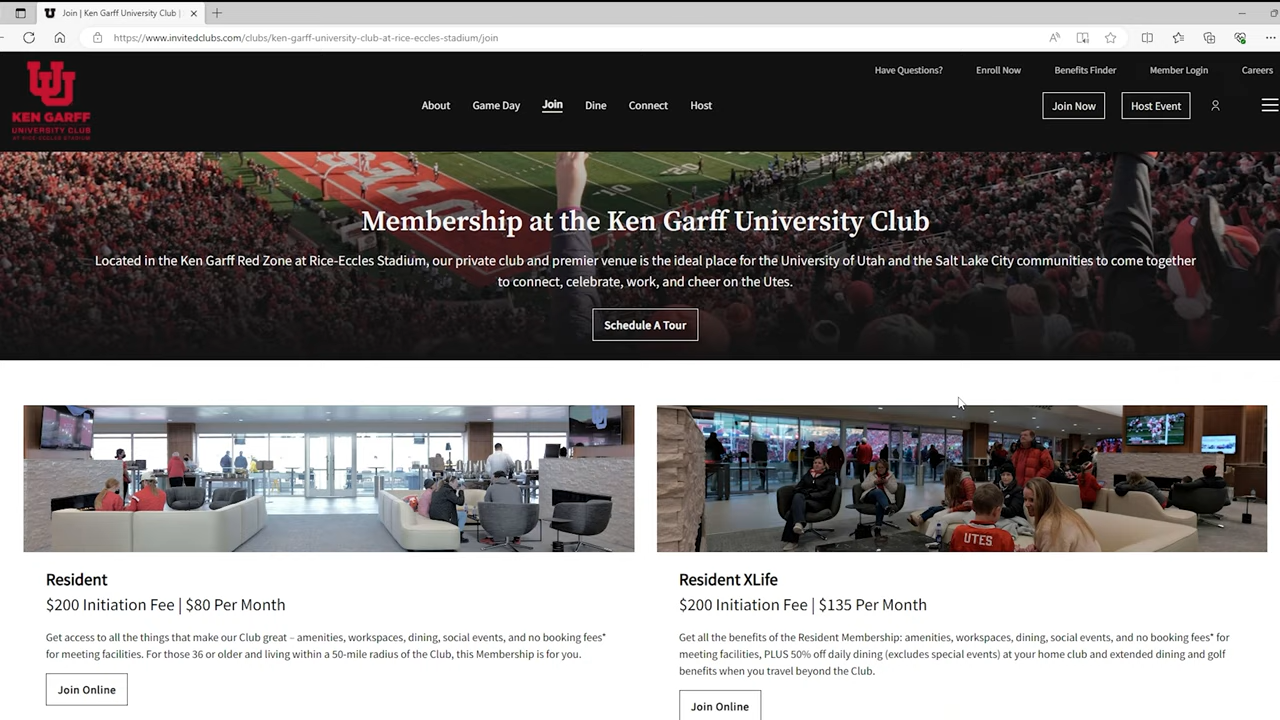 Join | Ken Garff University Club |
https://www.invitedclubs.com/clubs/ken-garff-university-club-at-rice-eccles-stadium/join
Have Questions? Enroll Now Benefits Finder Member Login Careers
KEN GARFF
UNIVERSITY CLUB
AT RICE-ECCLES STADIUM
About Game Day Join Dine Connect Host
Join Now Host Event
Membership at the Ken Garff University Club
Located in the Ken Garff Red Zone at Rice-Eccles Stadium, our private club and premier venue is the ideal place for the University of Utah and the Salt Lake City communities to come together
to connect, celebrate, work, and cheer on the Utes.
Schedule A Tour
UTES
Resident
$200 Initiation Fee | $80 Per Month
Get access to all the things that make our Club great – amenities, workspaces, dining, social events, and no booking fees*
for meeting facilities. For those 36 or older and living within a 50-mile radius of the Club, this Membership is for you.
Join Online
Resident XLife
$200 Initiation Fee | $135 Per Month
Get all the benefits of the Resident Membership: amenities, workspaces, dining, social events, and no booking fees* for
meeting facilities, PLUS 50% off daily dining (excludes special events) at your home club and extended dining and golf
benefits when you travel beyond the Club.
Join Online